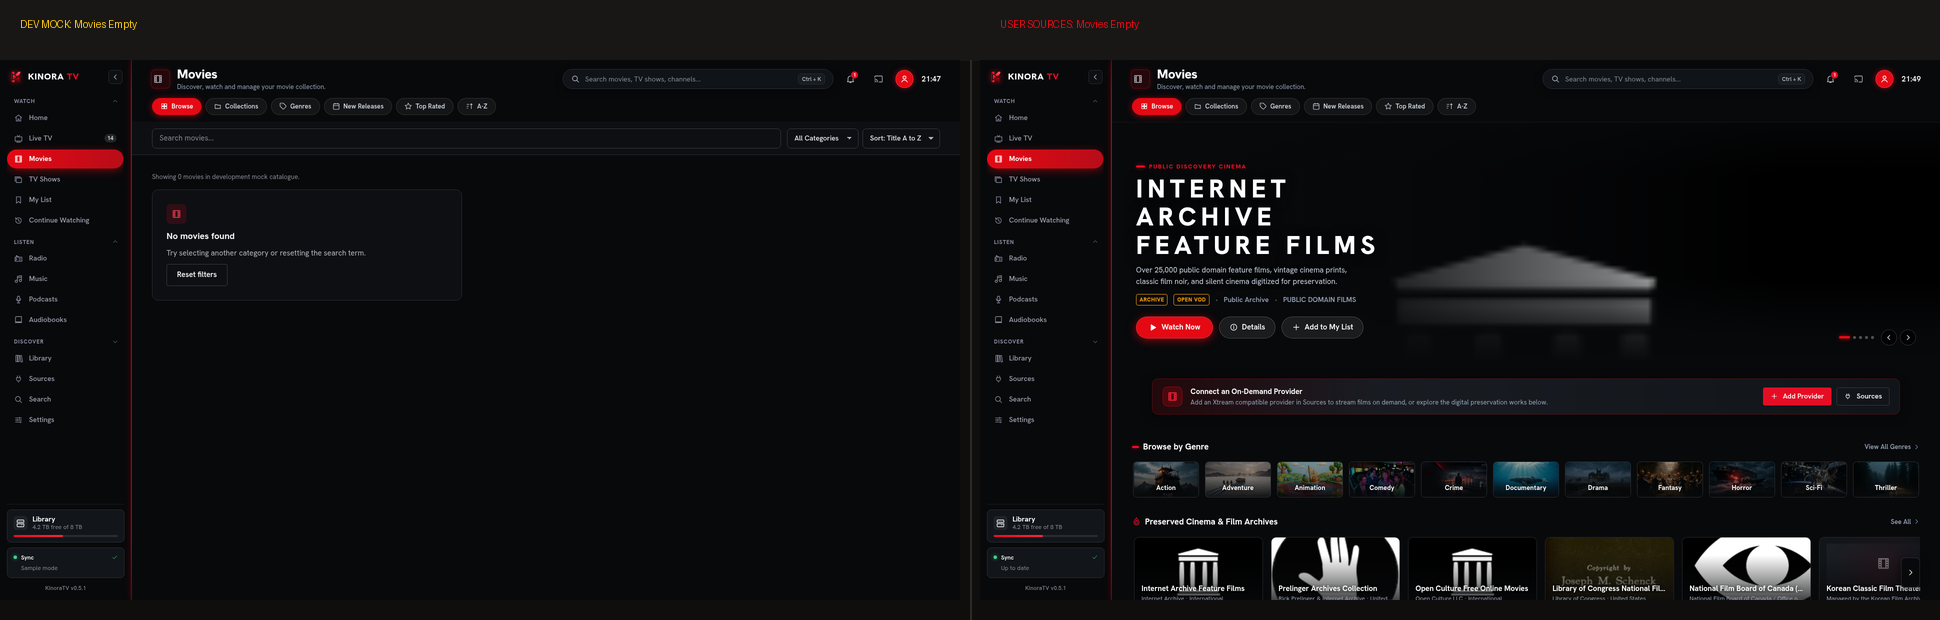 DEV MOCK: Movies Empty
KINORA TV
WATCH
Home
Live TV 14
Movies
TV Shows
My List
Continue Watching
LISTEN
Radio
Music
Podcasts
Audiobooks
DISCOVER
Library
Sources
Search
Settings
Library
4.2 TB free of 8 TB
Sync
Sample mode
KinoraTV v0.5.1
Movies
Discover, watch and manage your movie collection.
Search movies, TV shows, channels... Ctrl + K
1
21:47
Browse Collections Genres New Releases Top Rated A-Z
Search movies... All Categories Sort: Title A to Z
Showing 0 movies in development mock catalogue.
No movies found
Try selecting another category or resetting the search term.
Reset filters
USER SOURCES: Movies Empty
KINORA TV
WATCH
Home
Live TV
Movies
TV Shows
My List
Continue Watching
LISTEN
Radio
Music
Podcasts
Audiobooks
DISCOVER
Library
Sources
Search
Settings
Library
4.2 TB free of 8 TB
Sync
Up to date
KinoraTV v0.5.1
Movies
Discover, watch and manage your movie collection.
Search movies, TV shows, channels... Ctrl + K
1
21:49
Browse Collections Genres New Releases Top Rated A-Z
PUBLIC DISCOVERY CINEMA
INTERNET
ARCHIVE
FEATURE FILMS
Over 25,000 public domain feature films, vintage cinema prints,
classic film noir, and silent cinema digitized for preservation.
ARCHIVE OPEN VOD • Public Archive • PUBLIC DOMAIN FILMS
Watch Now Details Add to My List
Connect an On-Demand Provider
Add an Xtream compatible provider in Sources to stream films on demand, or explore the digital preservation works below.
Add Provider Sources
Browse by Genre View All Genres
Action Adventure Animation Comedy Crime Documentary Drama Fantasy Horror Sci-Fi Thriller
Preserved Cinema & Film Archives See All
Copyright by
Joseph M. Schenck
Internet Archive Feature Films Prelinger Archives Collection Open Culture Free Online Movies Library of Congress National Fil... National Film Board of Canada (... Korean Classic Film Theater